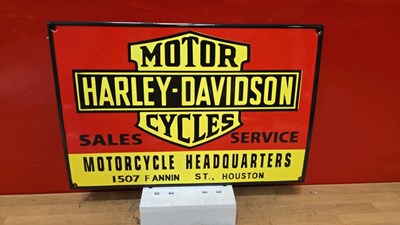 MOTOR
HARLEY-DAVIDSON
CYCLES
SALES SERVICE
MOTORCYCLE HEADQUARTERS
1507 FANNIN ST., HOUSTON